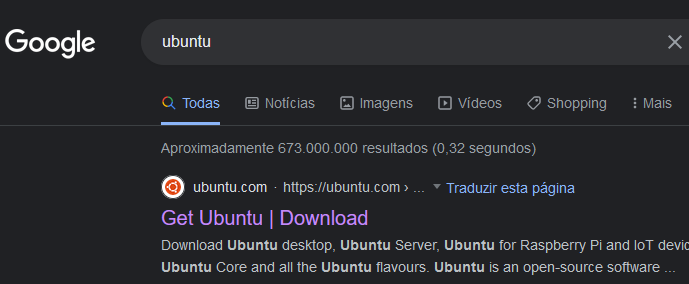 Google
ubuntu
Todas Notícias Imagens Vídeos Shopping Mais
Aproximadamente 673.000.000 resultados (0,32 segundos)
ubuntu.com · https://ubuntu.com › ... Traduzir esta página
Get Ubuntu | Download
Download Ubuntu desktop, Ubuntu Server, Ubuntu for Raspberry Pi and IoT
Ubuntu Core and all the Ubuntu flavours. Ubuntu is an open-source software ...